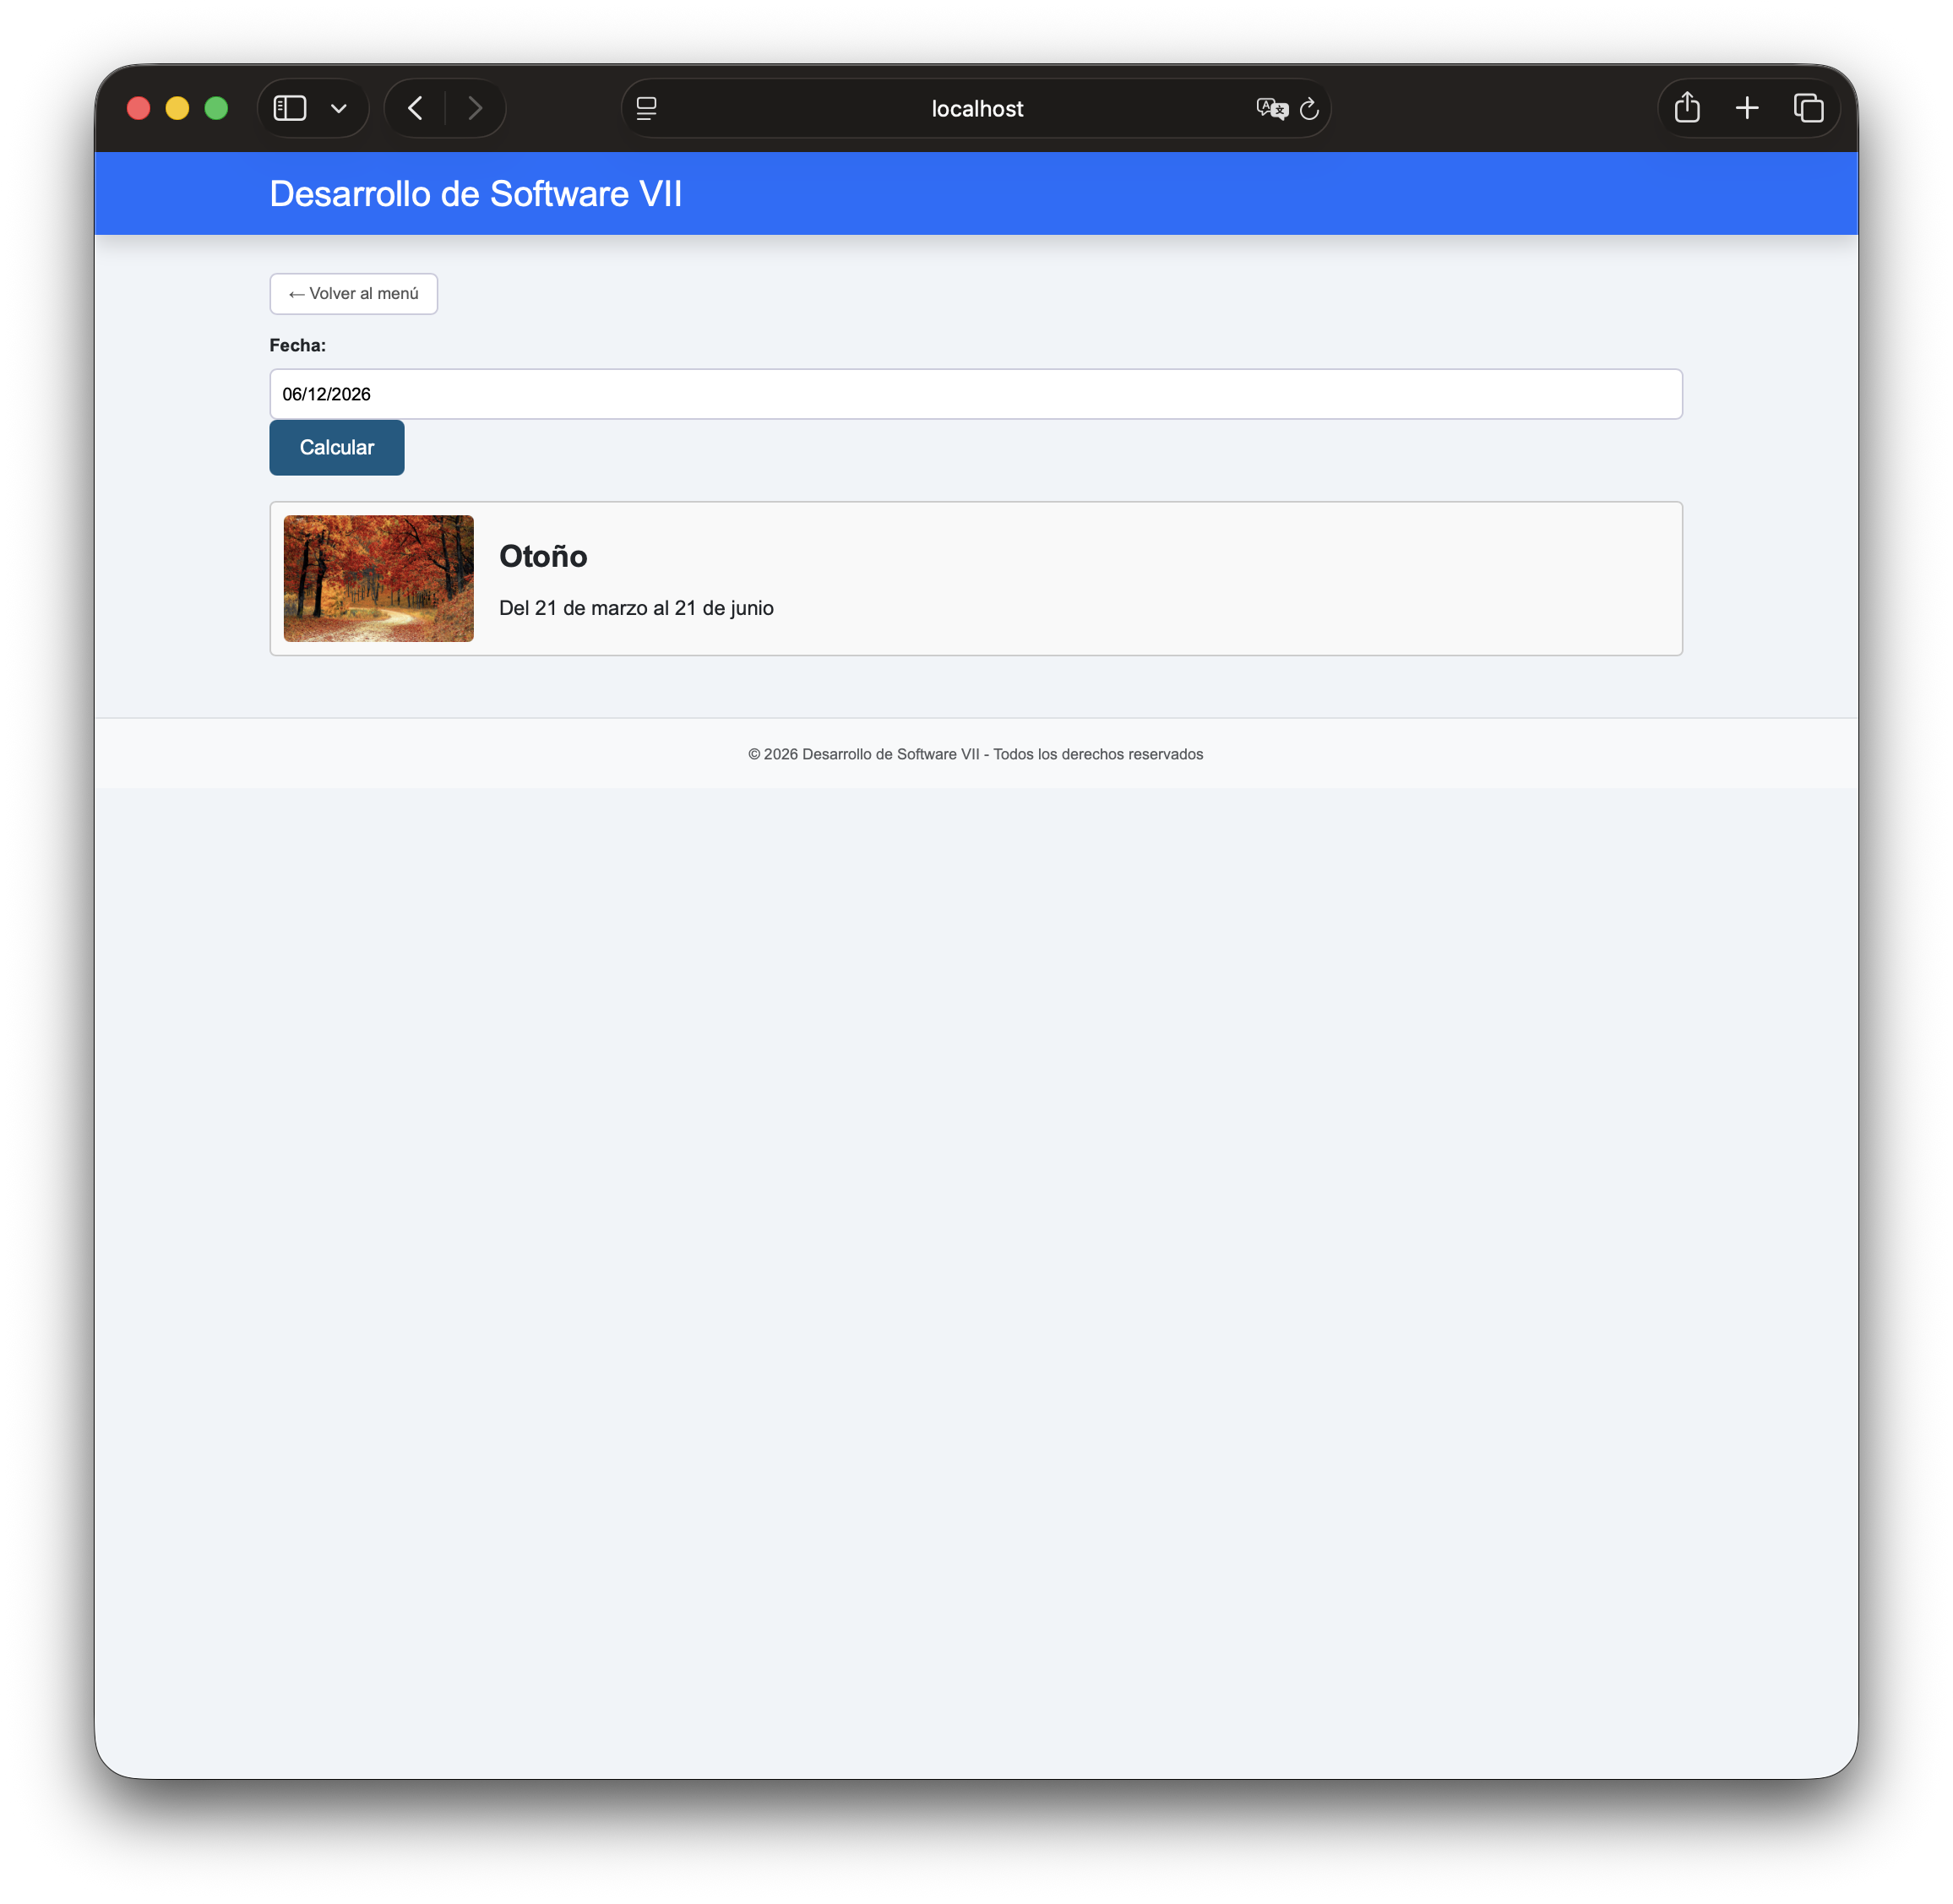 localhost
Desarrollo de Software VII
← Volver al menú
Fecha:
06/12/2026
Calcular
Otoño
Del 21 de marzo al 21 de junio
© 2026 Desarrollo de Software VII - Todos los derechos reservados